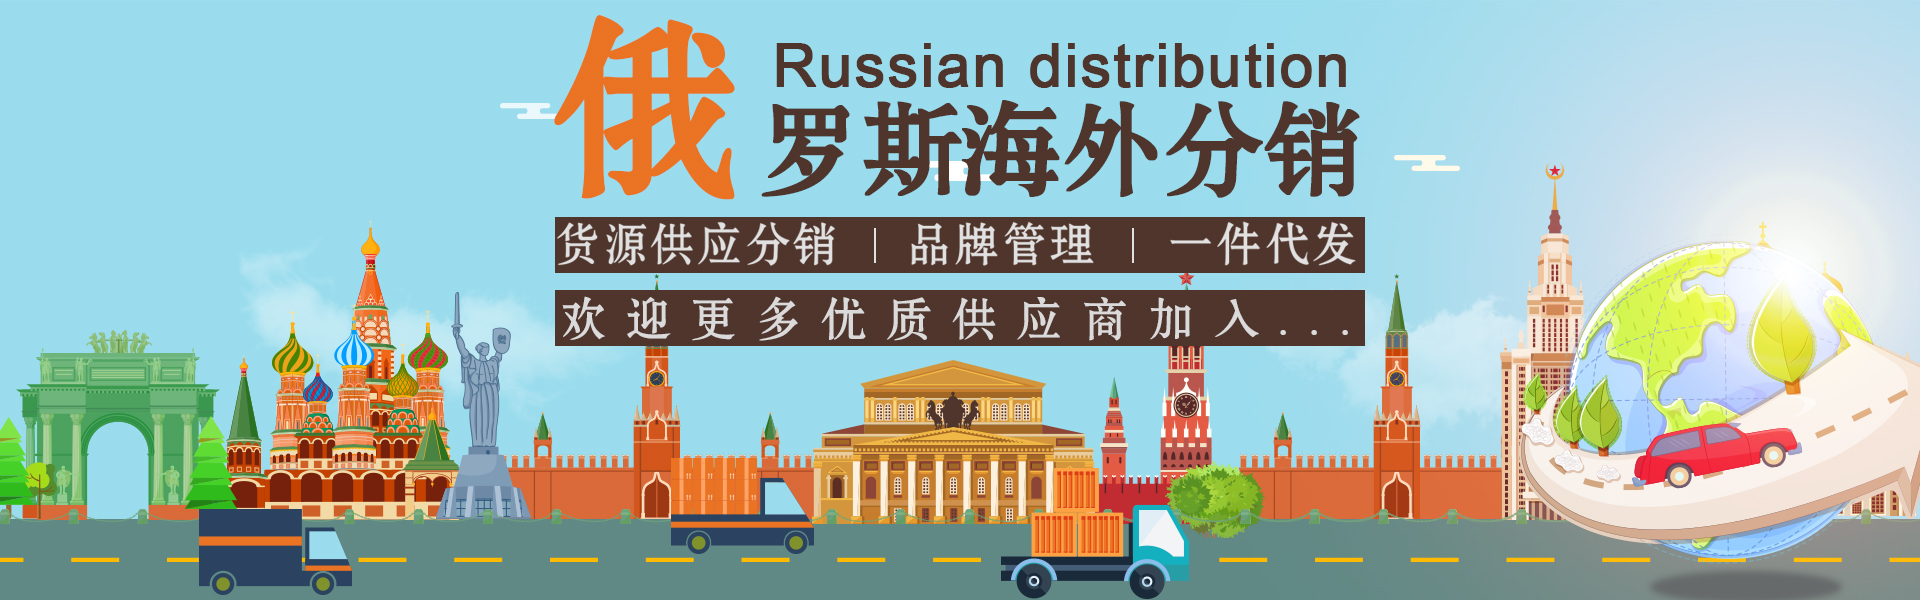 Russian distribution
俄罗斯海外分销
货源供应分销 | 品牌管理 | 一件代发
欢迎更多优质供应商加入...